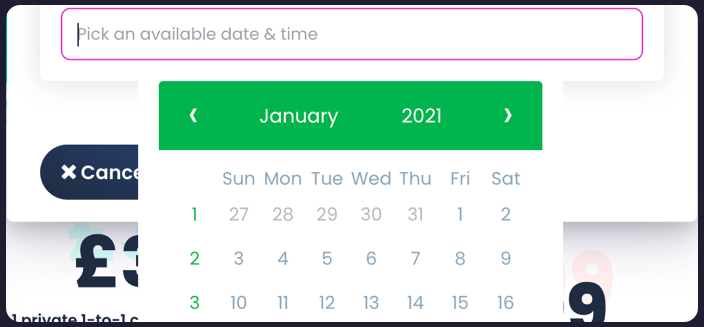 Pick an available date & time
‹ January 2021 ›
Sun Mon Tue Wed Thu Fri Sat
1 27 28 29 30 31 1 2
2 3 4 5 6 7 8 9
3 10 11 12 13 14 15 16
✖ Cance
£3
99
1 private 1-to-1 c